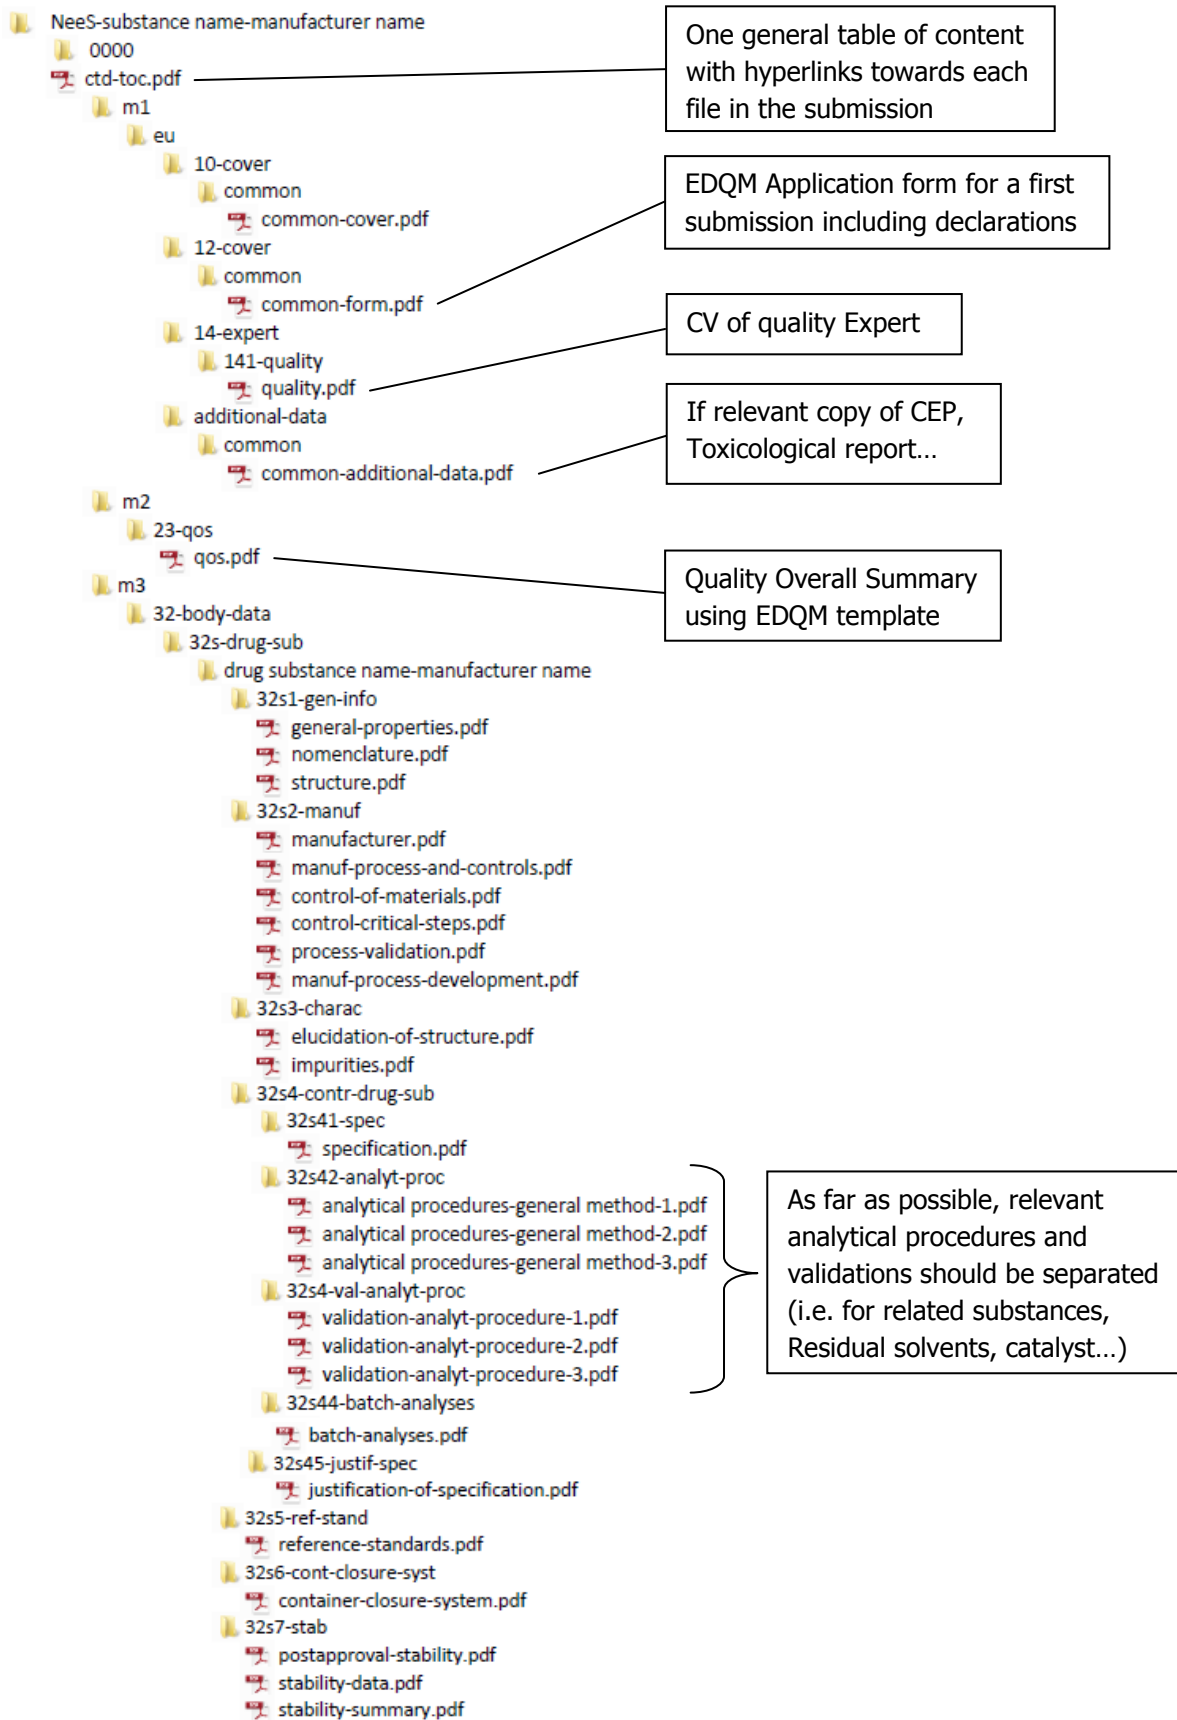 NeeS-substance name-manufacturer name
0000
ctd-toc.pdf
One general table of content
with hyperlinks towards each
file in the submission
m1
eu
10-cover
common
common-cover.pdf
EDQM Application form for a first
submission including declarations
12-cover
common
common-form.pdf
14-expert
CV of quality Expert
141-quality
quality.pdf
additional-data
If relevant copy of CEP,
Toxicological report…
common
common-additional-data.pdf
m2
23-qos
qos.pdf
Quality Overall Summary
using EDQM template
m3
32-body-data
32s-drug-sub
drug substance name-manufacturer name
32s1-gen-info
general-properties.pdf
nomenclature.pdf
structure.pdf
32s2-manuf
manufacturer.pdf
manuf-process-and-controls.pdf
control-of-materials.pdf
control-critical-steps.pdf
process-validation.pdf
manuf-process-development.pdf
32s3-charac
elucidation-of-structure.pdf
impurities.pdf
32s4-contr-drug-sub
32s41-spec
specification.pdf
32s42-analyt-proc
analytical procedures-general method-1.pdf
analytical procedures-general method-2.pdf
analytical procedures-general method-3.pdf
32s4-val-analyt-proc
validation-analyt-procedure-1.pdf
validation-analyt-procedure-2.pdf
validation-analyt-procedure-3.pdf
As far as possible, relevant
analytical procedures and
validations should be separated
(i.e. for related substances,
Residual solvents, catalyst…)
32s44-batch-analyses
batch-analyses.pdf
32s45-justif-spec
justification-of-specification.pdf
32s5-ref-stand
reference-standards.pdf
32s6-cont-closure-syst
container-closure-system.pdf
32s7-stab
postapproval-stability.pdf
stability-data.pdf
stability-summary.pdf